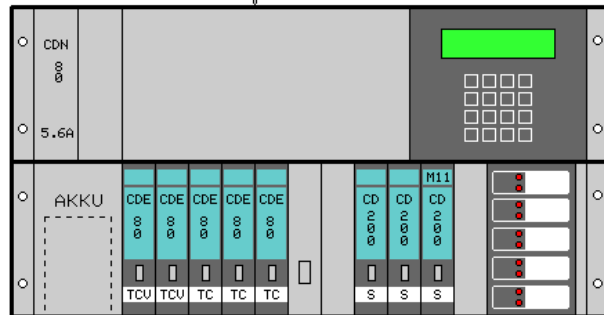 CDN
80
5.6A
AKKU
M11
CDE CDE CDE CDE CDE CD CD CD
80 80 80 80 80 200 200 200
TCV TCV TC TC TC S S S